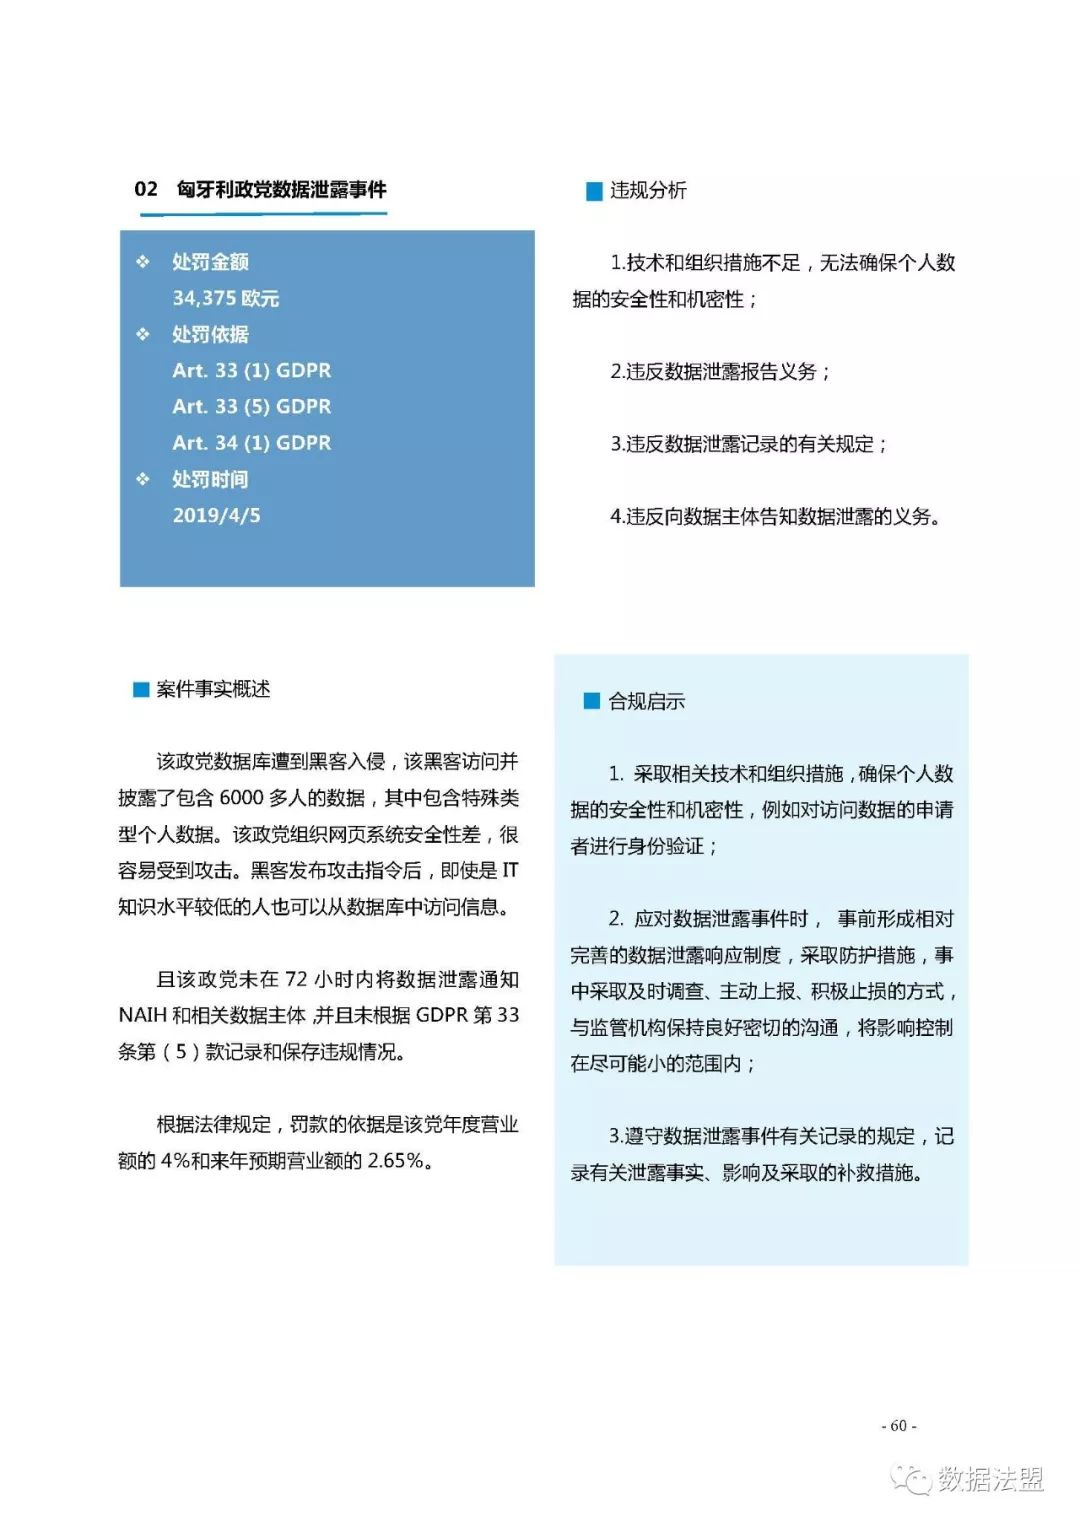 02 匈牙利政党数据泄露事件
❖ 处罚金额
34,375 欧元
❖ 处罚依据
Art. 33 (1) GDPR
Art. 33 (5) GDPR
Art. 34 (1) GDPR
❖ 处罚时间
2019/4/5
■ 案件事实概述
该政党数据库遭到黑客入侵，该黑客访问并
披露了包含 6000 多人的数据，其中包含特殊类
型个人数据。该政党组织网页系统安全性差，很
容易受到攻击。黑客发布攻击指令后，即使是 IT
知识水平较低的人也可以从数据库中访问信息。
且该政党未在 72 小时内将数据泄露通知
NAIH 和相关数据主体，并且未根据 GDPR 第 33
条第（5）款记录和保存违规情况。
根据法律规定，罚款的依据是该党年度营业
额的 4%和来年预期营业额的 2.65%。
■ 违规分析
1.技术和组织措施不足，无法确保个人数
据的安全性和机密性；
2.违反数据泄露报告义务；
3.违反数据泄露记录的有关规定；
4.违反向数据主体告知数据泄露的义务。
■ 合规启示
1. 采取相关技术和组织措施，确保个人数
据的安全性和机密性，例如对访问数据的申请
者进行身份验证；
2. 应对数据泄露事件时， 事前形成相对
完善的数据泄露响应制度，采取防护措施，事
中采取及时调查、主动上报、积极止损的方式，
与监管机构保持良好密切的沟通，将影响控制
在尽可能小的范围内；
3.遵守数据泄露事件有关记录的规定，记
录有关泄露事实、影响及采取的补救措施。
- 60 -
数据法盟